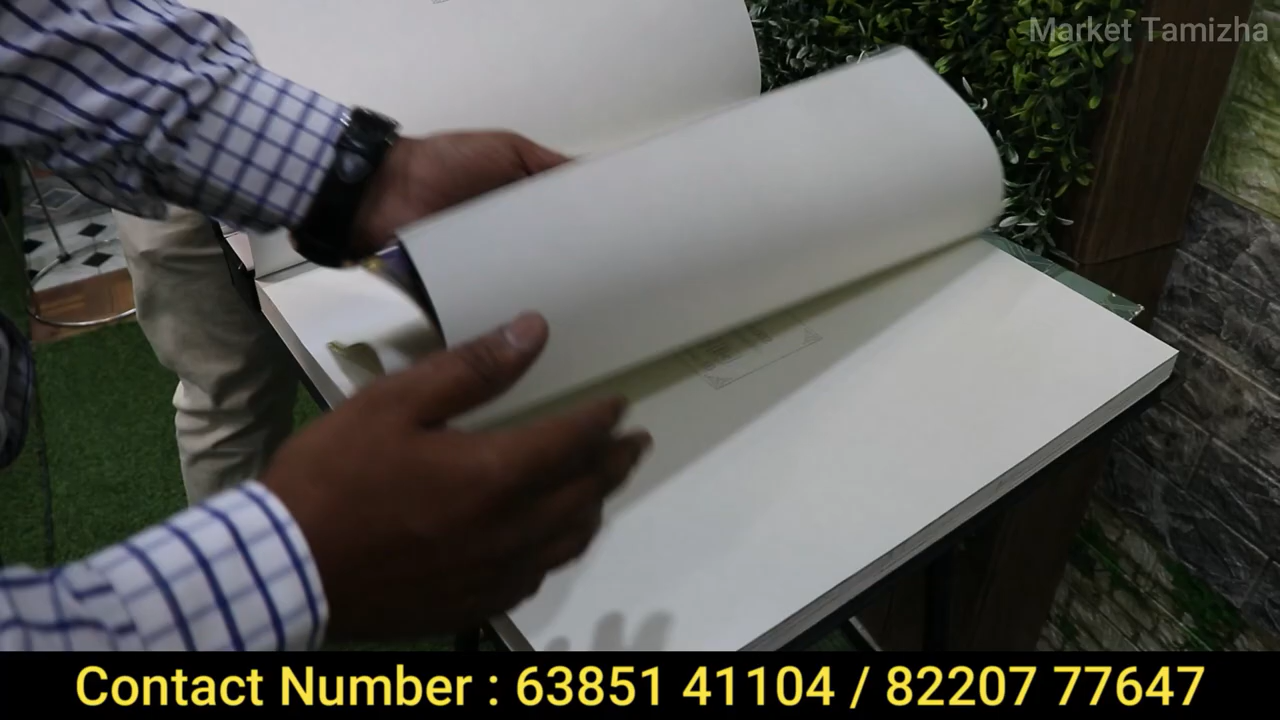 Market Tamizha
Contact Number : 63851 41104 / 82207 77647